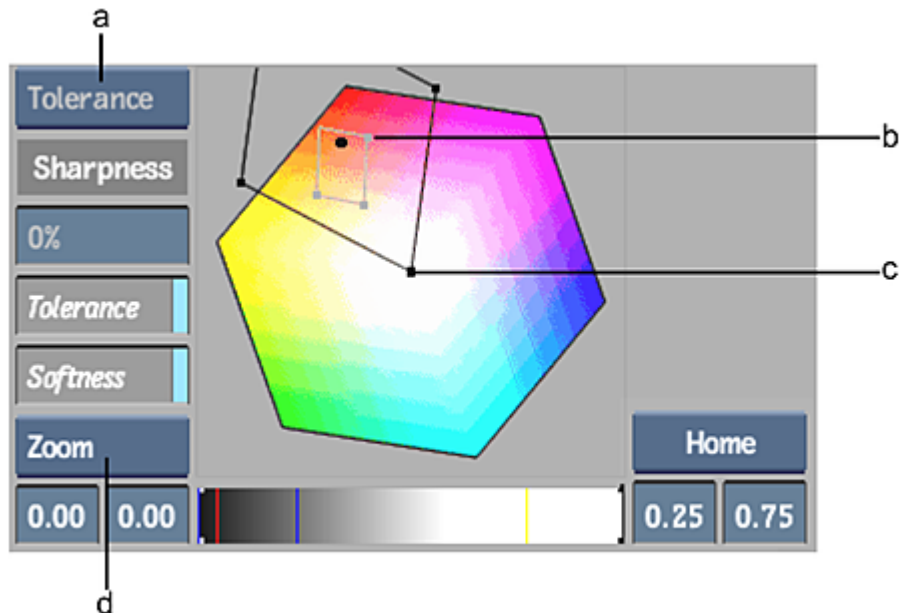 a
Tolerance
Sharpness
0%
Tolerance
Softness
Zoom
0.00 0.00
b
c
Home
0.25 0.75
d